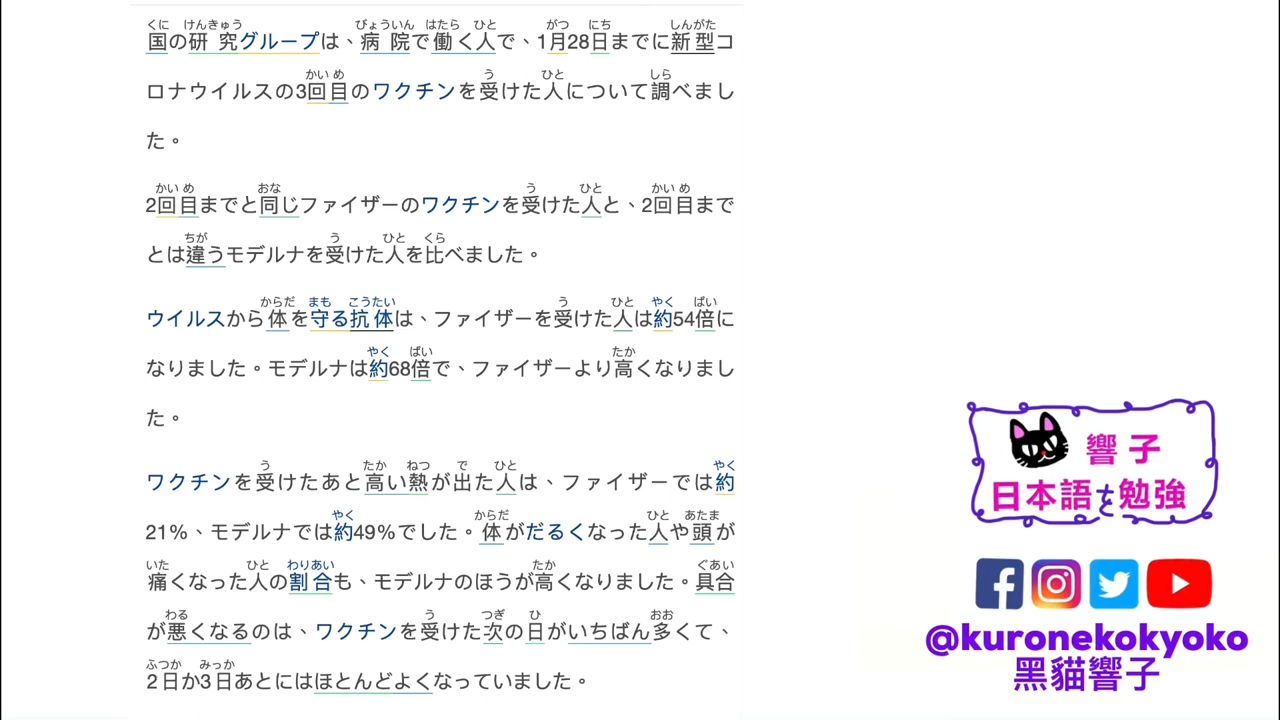 国の研究グループは、病院で働く人で、1月28日までに新型コ
ロナウイルスの3回目のワクチンを受けた人について調べまし
た。
2回目までと同じファイザーのワクチンを受けた人と、2回目まで
とは違うモデルナを受けた人を比べました。
ウイルスから体を守る抗体は、ファイザーを受けた人は約54倍に
なりました。モデルナは約68倍で、ファイザーより高くなりまし
た。
ワクチンを受けたあと高い熱が出た人は、ファイザーでは約
21%、モデルナでは約49%でした。体がだるくなった人や頭が
痛くなった人の割合も、モデルナのほうが高くなりました。具合
が悪くなるのは、ワクチンを受けた次の日がいちばん多くて、
2日か3日あとにはほとんどよくなっていました。
響子
日本語を勉強
@kuronekokyoko
黑貓響子